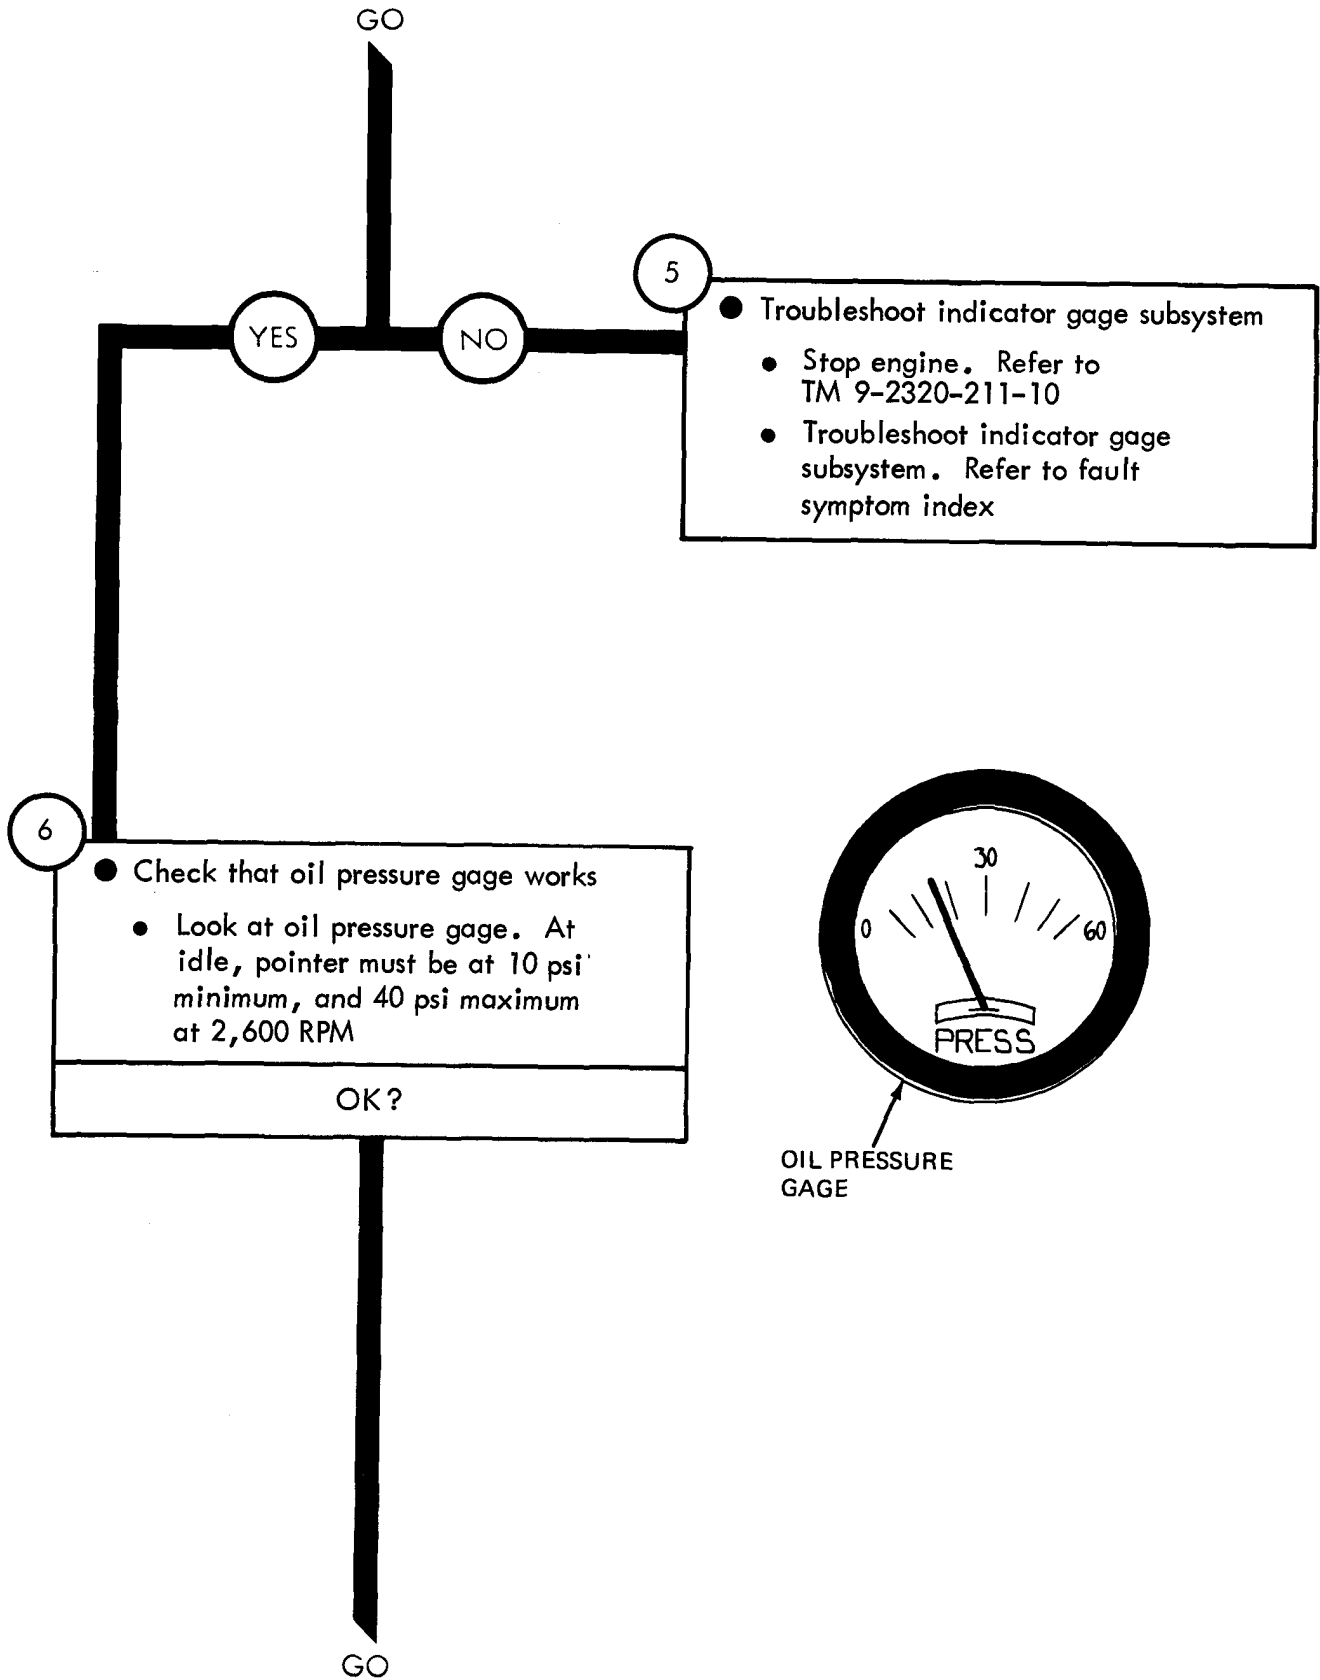 GO
YES
NO
5
● Troubleshoot indicator gage subsystem
● Stop engine. Refer to
TM 9-2320-211-10
● Troubleshoot indicator gage
subsystem. Refer to fault
symptom index
6
● Check that oil pressure gage works
● Look at oil pressure gage. At
idle, pointer must be at 10 psi
minimum, and 40 psi maximum
at 2,600 RPM
OK?
0
30
60
PRESS
OIL PRESSURE
GAGE
GO